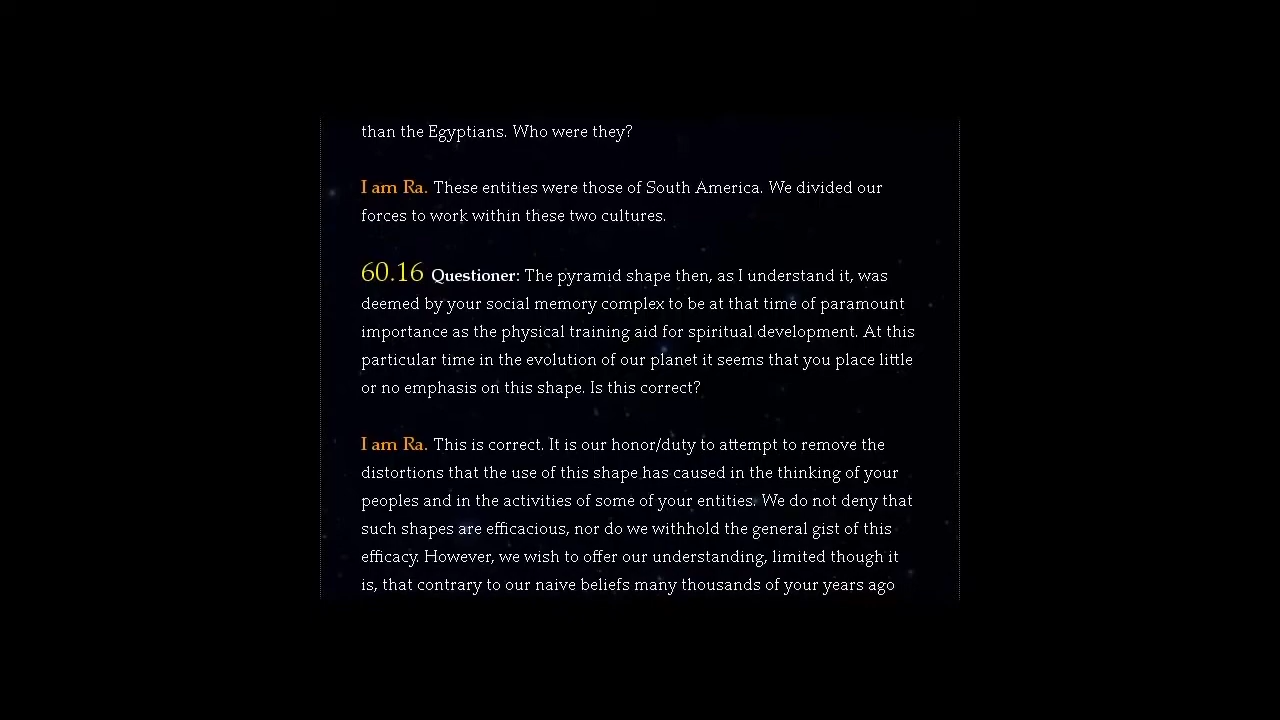 than the Egyptians. Who were they?
I am Ra. These entities were those of South America. We divided our
forces to work within these two cultures.
60.16 Questioner: The pyramid shape then, as I understand it, was
deemed by your social memory complex to be at that time of paramount
importance as the physical training aid for spiritual development. At this
particular time in the evolution of our planet it seems that you place little
or no emphasis on this shape. Is this correct?
I am Ra. This is correct. It is our honor/duty to attempt to remove the
distortions that the use of this shape has caused in the thinking of your
peoples and in the activities of some of your entities. We do not deny that
such shapes are efficacious, nor do we withhold the general gist of this
efficacy. However, we wish to offer our understanding, limited though it
is, that contrary to our naive beliefs many thousands of your years ago